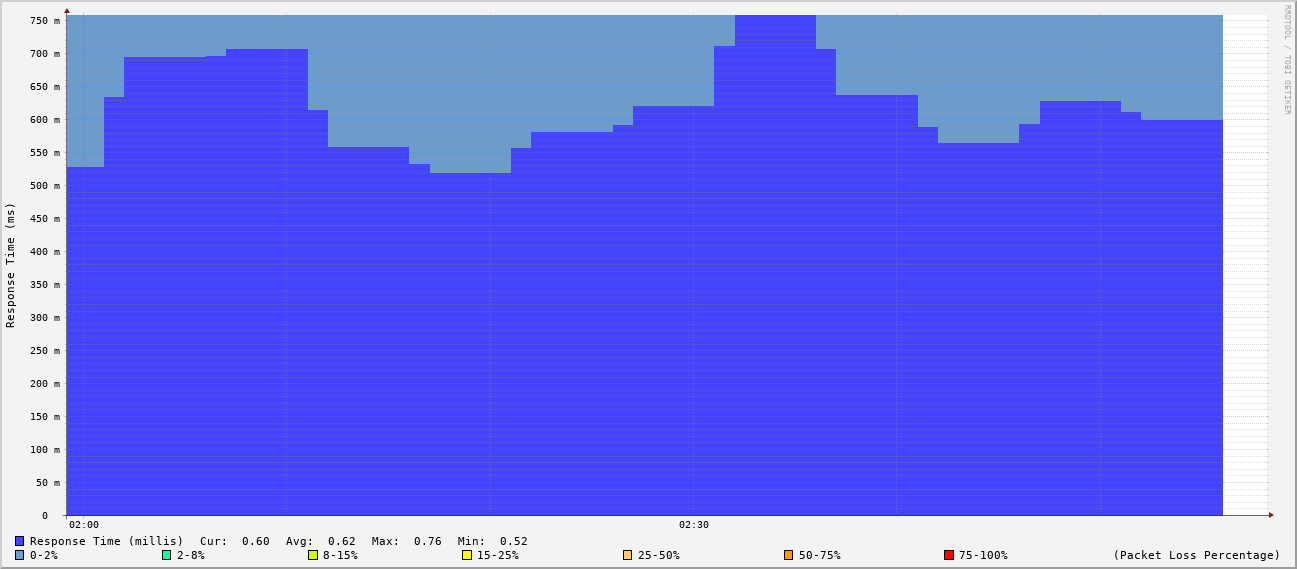 RRDTOOL / TOBI OETIKER
Response Time (ms)
750 m
700 m
650 m
600 m
550 m
500 m
450 m
400 m
350 m
300 m
250 m
200 m
150 m
100 m
50 m
0
02:00 02:30
Response Time (millis) Cur: 0.60 Avg: 0.62 Max: 0.76 Min: 0.52
0-2% 2-8% 8-15% 15-25% 25-50% 50-75% 75-100% (Packet Loss Percentage)